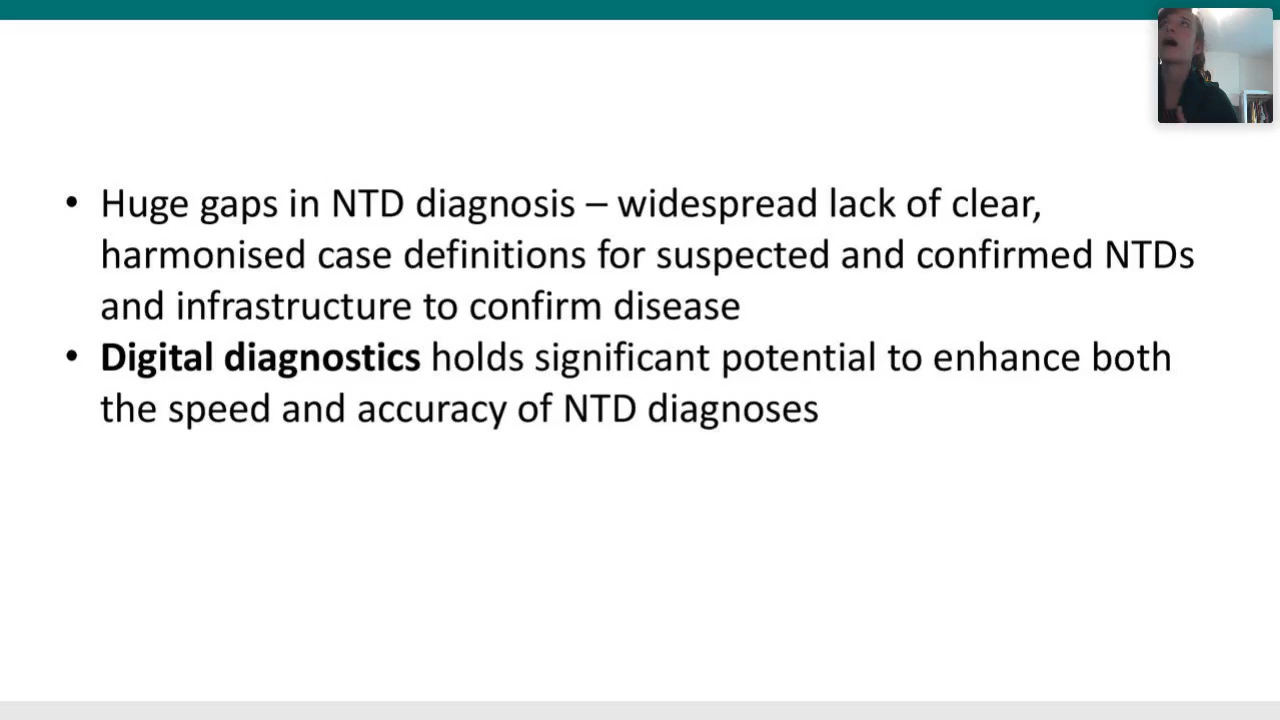 • Huge gaps in NTD diagnosis – widespread lack of clear,
harmonised case definitions for suspected and confirmed NTDs
and infrastructure to confirm disease
• Digital diagnostics holds significant potential to enhance both
the speed and accuracy of NTD diagnoses